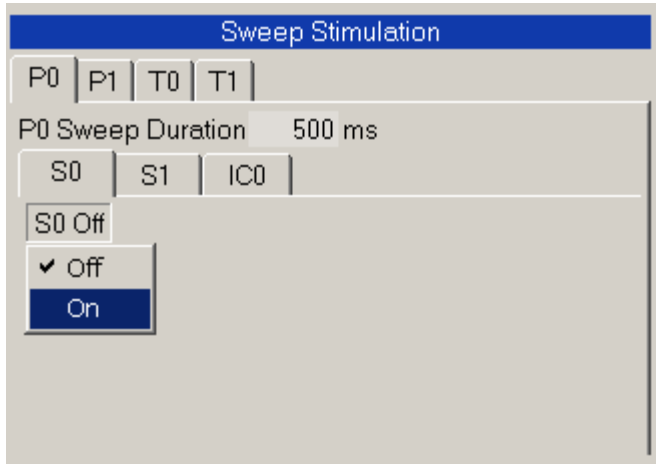 Sweep Stimulation
P0 P1 T0 T1
P0 Sweep Duration 500 ms
S0 S1 IC0
S0 Off
✔ Off
On